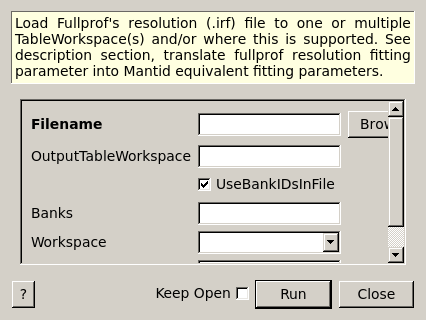 Load Fullprof's resolution (.irf) file to one or multiple
TableWorkspace(s) and/or where this is supported. See
description section, translate fullprof resolution fitting
parameter into Mantid equivalent fitting parameters.
Filename
Brow
OutputTableWorkspace
UseBankIDsInFile
Banks
Workspace
?
Keep Open
Run
Close